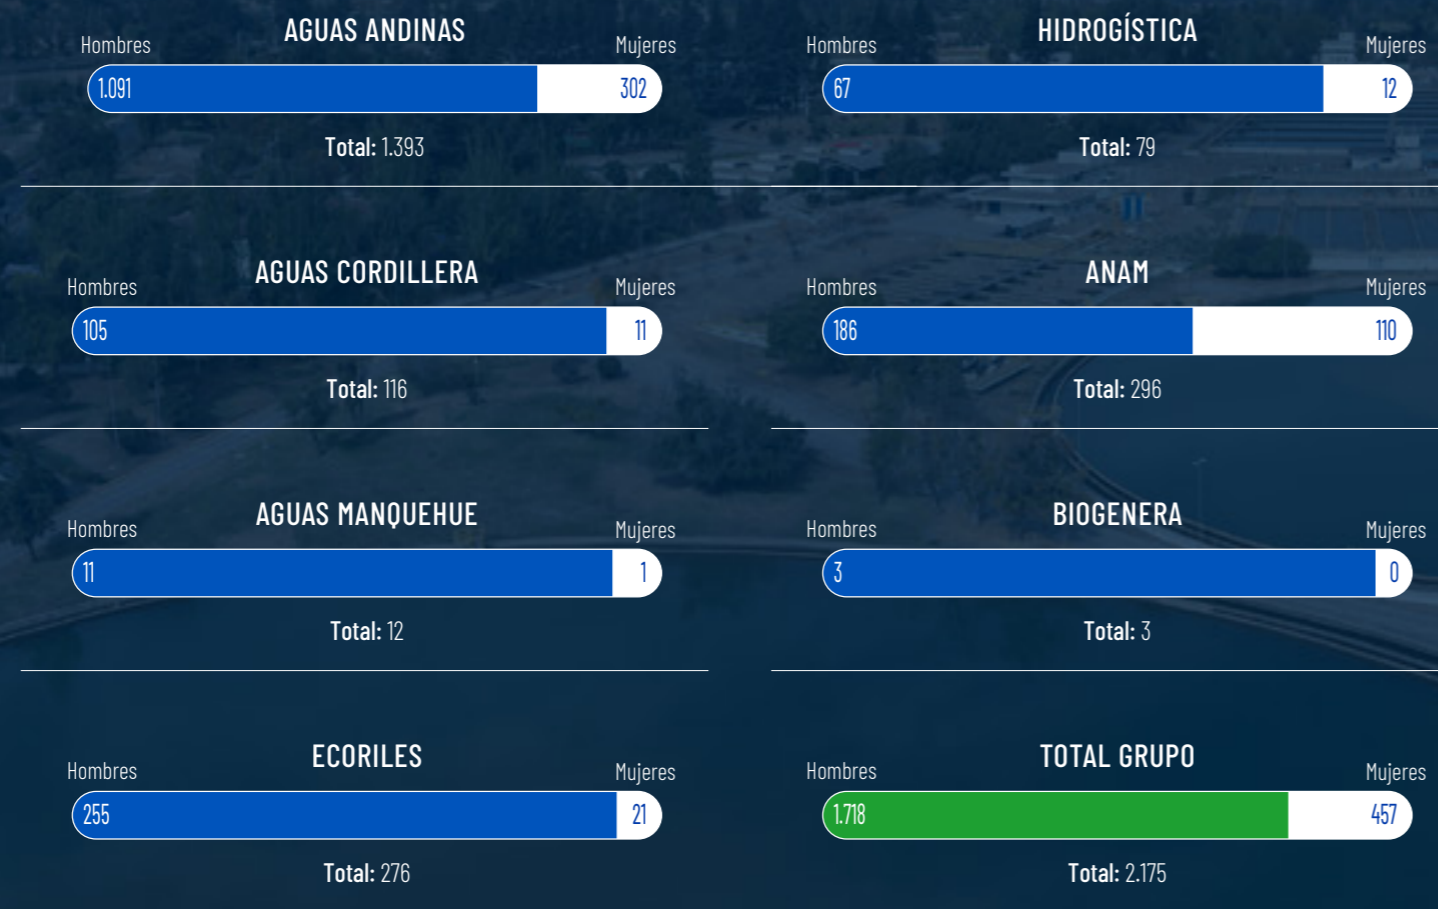 AGUAS ANDINAS
Hombres Mujeres
1.091 302
Total: 1.393
HIDROGÍSTICA
Hombres Mujeres
67 12
Total: 79
AGUAS CORDILLERA
Hombres Mujeres
105 11
Total: 116
ANAM
Hombres Mujeres
186 110
Total: 296
AGUAS MANQUEHUE
Hombres Mujeres
11 1
Total: 12
BIOGENERA
Hombres Mujeres
3 0
Total: 3
ECORILES
Hombres Mujeres
255 21
Total: 276
TOTAL GRUPO
Hombres Mujeres
1.718 457
Total: 2.175